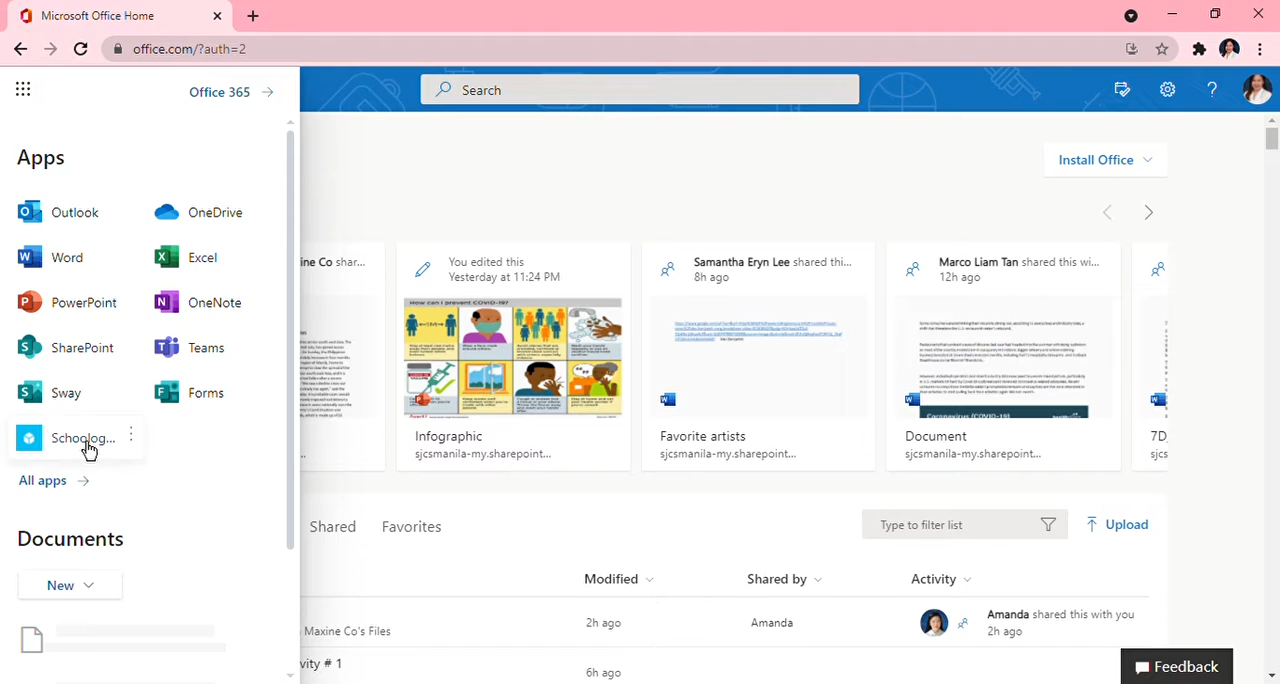 Microsoft Office Home
office.com/?auth=2
Office 365
Search
Apps
Install Office
Outlook
OneDrive
Word
Excel
PowerPoint
OneNote
SharePoint
Teams
Sway
Forms
Schoolog...
All apps
Documents
New
ine Co shar...
You edited this
Yesterday at 11:24 PM
How can I prevent COVID-19?
Infographic
sjcsmanila-my.sharepoint...
Samantha Eryn Lee shared thi...
8h ago
Favorite artists
sjcsmanila-my.sharepoint...
Marco Liam Tan shared this wi...
12h ago
Coronavirus (COVID-19)
Document
sjcsmanila-my.sharepoint...
7D
sjcs
Shared
Favorites
Type to filter list
Upload
Modified
Shared by
Activity
Maxine Co's Files
2h ago
Amanda
Amanda shared this with you
2h ago
vity # 1
6h ago
Feedback